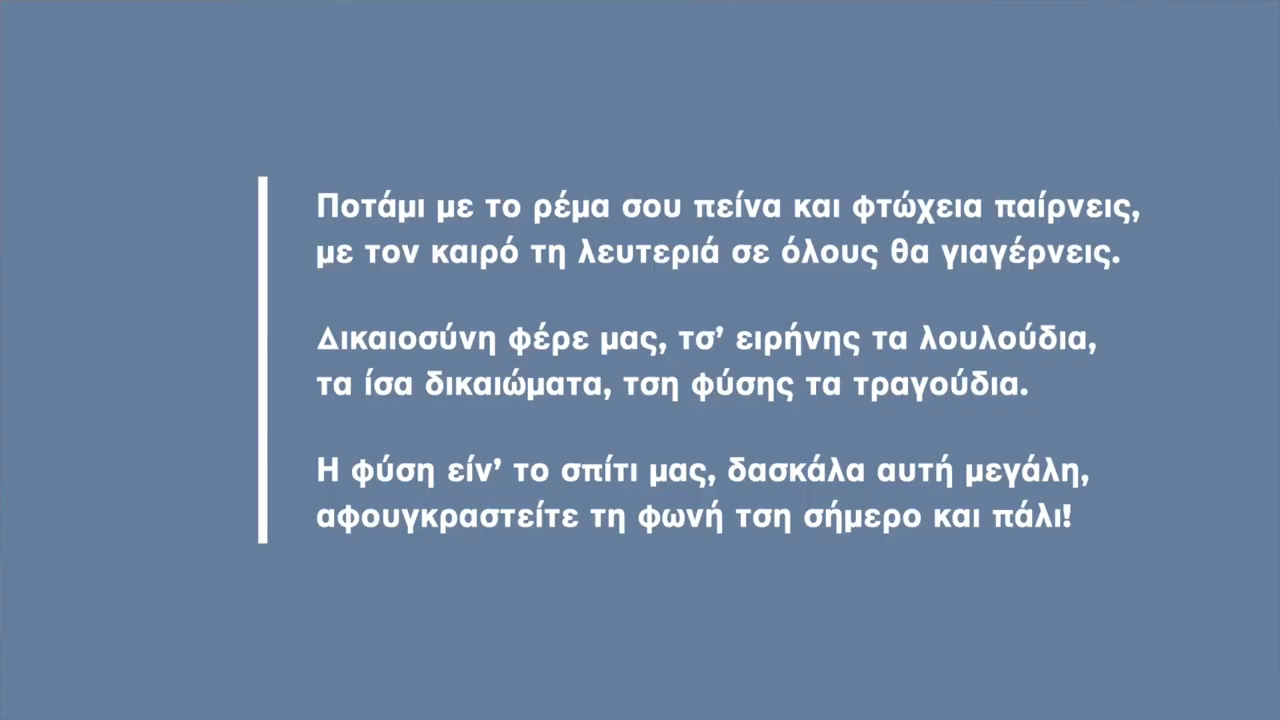 Ποτάμι με το ρέμα σου πείνα και φτώχεια παίρνεις,
με τον καιρό τη λευτεριά σε όλους θα γιαγέρνεις.
Δικαιοσύνη φέρε μας, τσ’ ειρήνης τα λουλούδια,
τα ίσα δικαιώματα, τση φύσης τα τραγούδια.
Η φύση είν’ το σπίτι μας, δασκάλα αυτή μεγάλη,
αφουγκραστείτε τη φωνή τση σήμερο και πάλι!